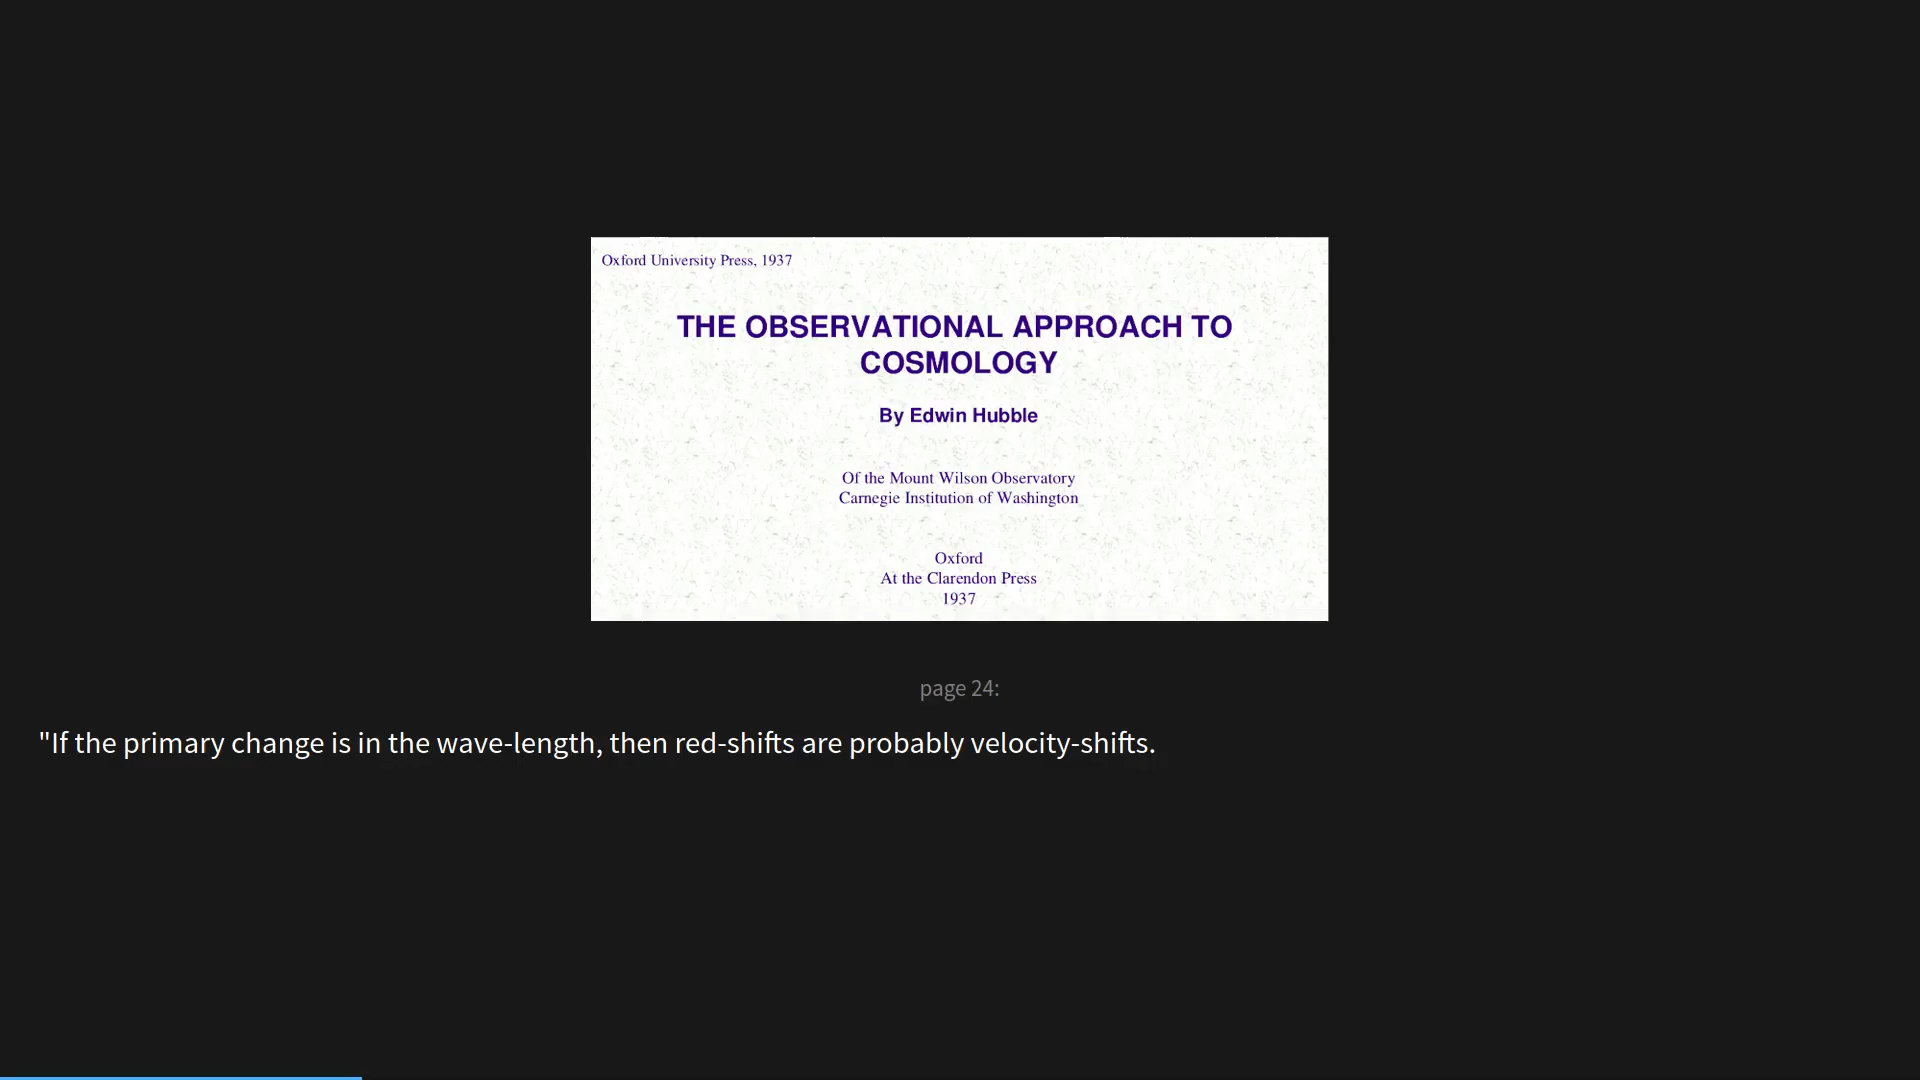 Oxford University Press, 1937
THE OBSERVATIONAL APPROACH TO
COSMOLOGY
By Edwin Hubble
Of the Mount Wilson Observatory
Carnegie Institution of Washington
Oxford
At the Clarendon Press
1937
page 24:
"If the primary change is in the wave-length, then red-shifts are probably velocity-shifts.